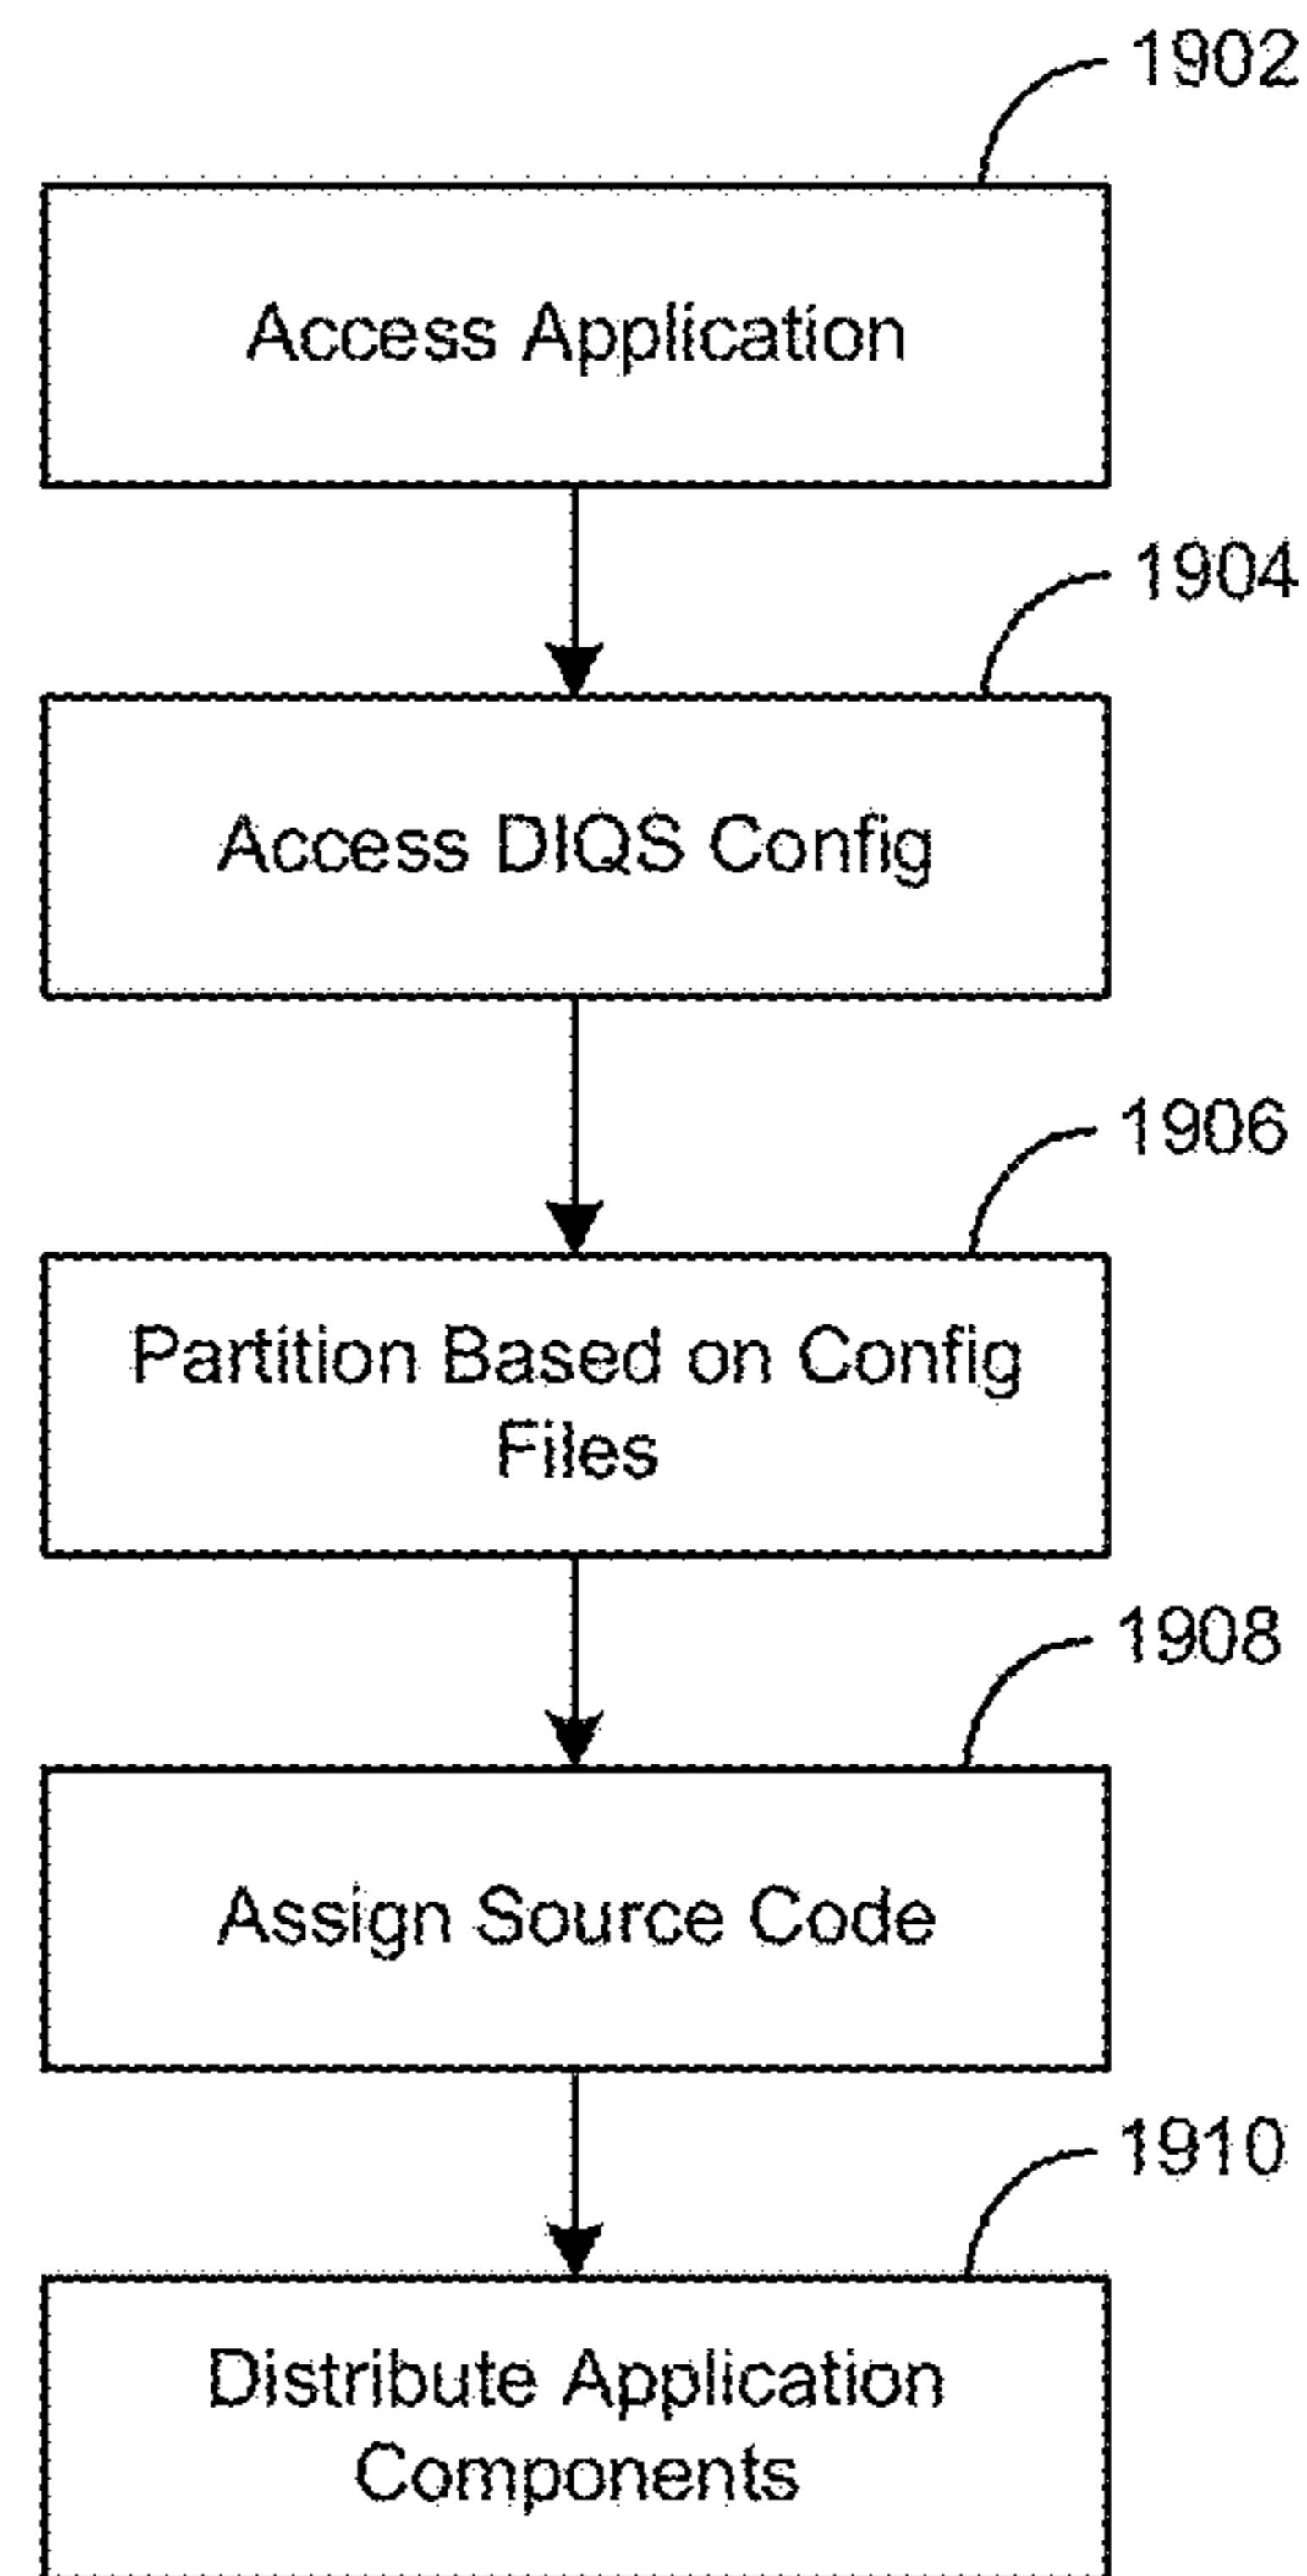 1902
Access Application
1904
Access DIQS Config
1906
Partition Based on Config
Files
1908
Assign Source Code
1910
Distribute Application
Components